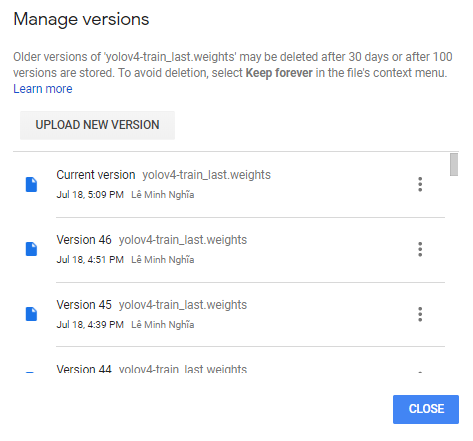 Manage versions
Older versions of 'yolov4-train_last.weights' may be deleted after 30 days or after 100
versions are stored. To avoid deletion, select Keep forever in the file's context menu.
Learn more
UPLOAD NEW VERSION
Current version yolov4-train_last.weights
Jul 18, 5:09 PM Lê Minh Nghĩa
Version 46 yolov4-train_last.weights
Jul 18, 4:51 PM Lê Minh Nghĩa
Version 45 yolov4-train_last.weights
Jul 18, 4:39 PM Lê Minh Nghĩa
Version 44 yolov4-train_last.weights
CLOSE